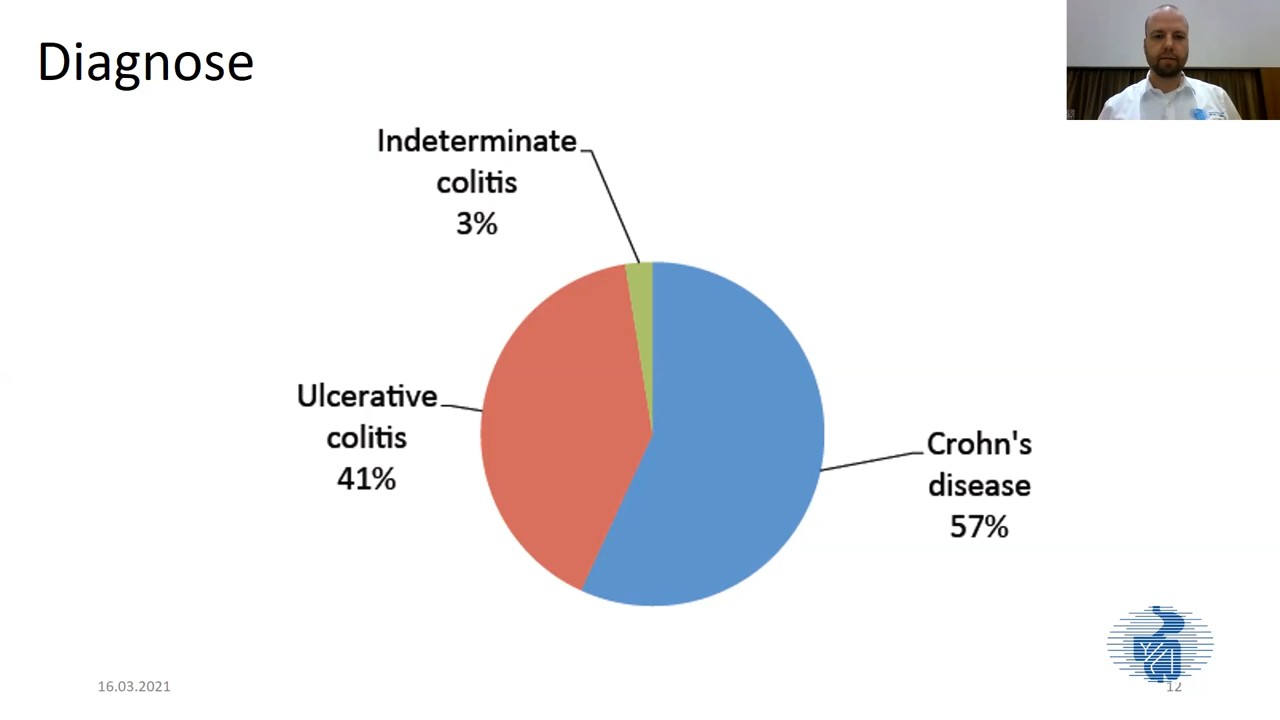 Diagnose
Indeterminate
colitis
3%
Ulcerative
colitis
41%
Crohn's
disease
57%
16.03.2021
12